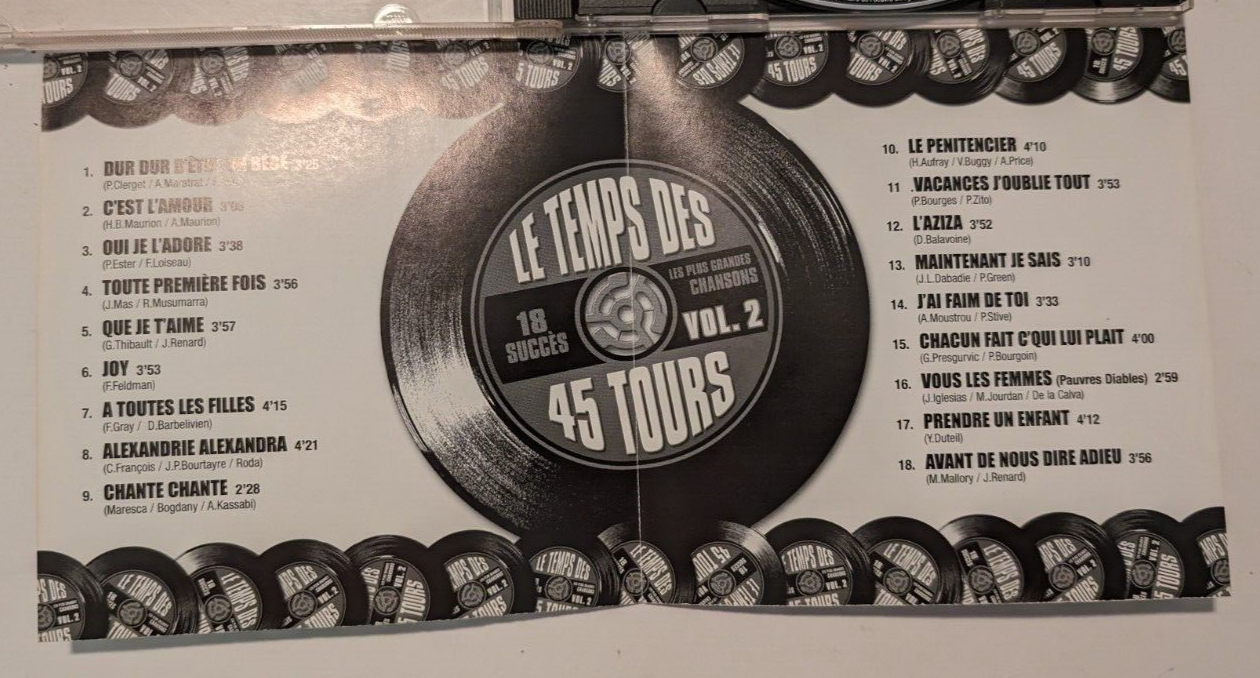 1. DUR DUR D'ÊTRE BÉBÉ 3'25
(P.Clerget / A.Maratrat /
2. C'EST L'AMOUR
(H.B.Maurion / A.Maurion)
3. OUI JE L'ADORE 3'38
(P.Ester / F.Loiseau)
4. TOUTE PREMIÈRE FOIS 3'56
(J.Mas / R.Musumarra)
5. QUE JE T'AIME 3'57
(G.Thibault / J.Renard)
6. JOY 3'53
(F.Feldman)
7. A TOUTES LES FILLES 4'15
(F.Gray / D.Barbelivien)
8. ALEXANDRIE ALEXANDRA 4'21
(C.François / J.P.Bourtayre / Roda)
9. CHANTE CHANTE 2'28
(Maresca / Bogdany / A.Kassabi)
LE TEMPS DES
LES PLUS GRANDES
CHANSONS
18
SUCCÈS
VOL. 2
45 TOURS
10. LE PENITENCIER 4'10
(H.Aufray / V.Buggy / A.Price)
11 .VACANCES J'OUBLIE TOUT 3'53
(P.Bourges / P.Zito)
12. L'AZIZA 3'52
(D.Balavoine)
13. MAINTENANT JE SAIS 3'10
(J.L.Dabadie / P.Green)
14. J'AI FAIM DE TOI 3'33
(A.Moustrou / P.Stive)
15. CHACUN FAIT C'QUI LUI PLAIT 4'00
(G.Presgurvic / P.Bourgoin)
16. VOUS LES FEMMES (Pauvres Diables) 2'59
(J.Iglesias / M.Jourdan / De la Calva)
17. PRENDRE UN ENFANT 4'12
(Y.Duteil)
18. AVANT DE NOUS DIRE ADIEU 3'56
(M.Mallory / J.Renard)